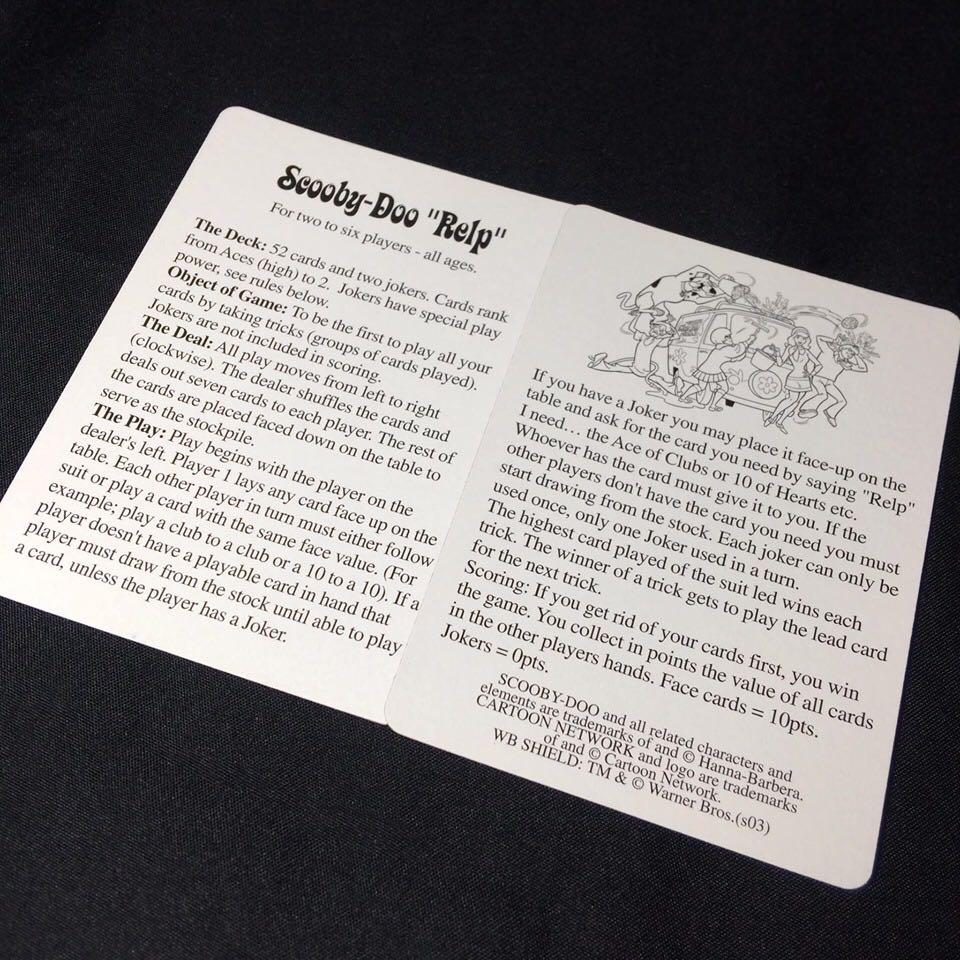 Scooby-Doo "Relp"
For two to six players - all ages.
The Deck: 52 cards and two jokers. Cards rank
from Aces (high) to 2. Jokers have special play
power, see rules below.
Object of Game: To be the first to play all your
cards by taking tricks (groups of cards played).
Jokers are not included in scoring.
The Deal: All play moves from left to right
(clockwise). The dealer shuffles the cards and
deals out seven cards to each player. The rest of
the cards are placed faced down on the table to
serve as the stockpile.
The Play: Play begins with the player on the
dealer's left. Player 1 lays any card face up on the
table. Each other player in turn must either follow
suit or play a card with the same face value. (For
example; play a club to a club or a 10 to a 10). If a
player doesn't have a playable card in hand that
player must draw from the stock until able to play
a card, unless the player has a Joker.
If you have a Joker you may place it face-up on the
table and ask for the card you need by saying "Relp"
I need... the Ace of Clubs or 10 of Hearts etc.
Whoever has the card must give it to you. If the
other players don't have the card you need you must
start drawing from the stock. Each joker can only be
used once, only one Joker used in a turn.
The highest card played of the suit led wins each
trick. The winner of a trick gets to play the lead card
for the next trick.
Scoring: If you get rid of your cards first, you win
the game. You collect in points the value of all cards
in the other players hands. Face cards = 10pts.
Jokers = 0pts.
SCOOBY-DOO and all related characters and
elements are trademarks of and © Hanna-Barbera.
CARTOON NETWORK and logo are trademarks
of and © Cartoon Network.
WB SHIELD: TM & © Warner Bros.(s03)